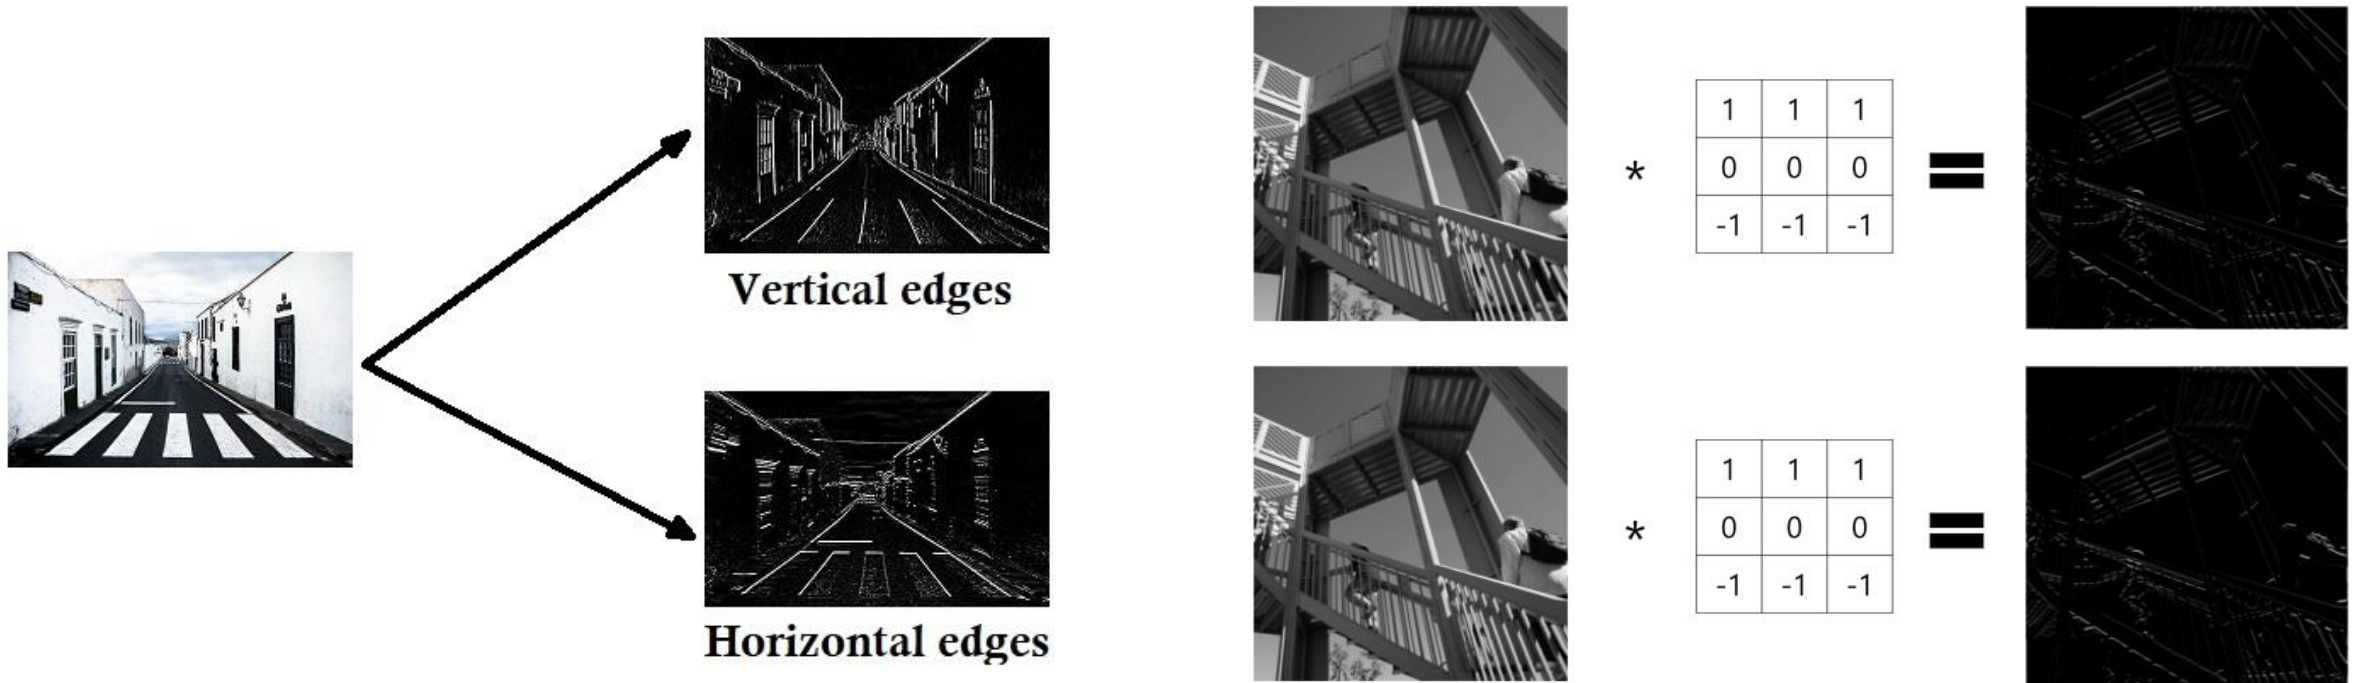 Vertical edges
Horizontal edges
*
1 1 1
0 0 0
-1 -1 -1
=
*
1 1 1
0 0 0
-1 -1 -1
=